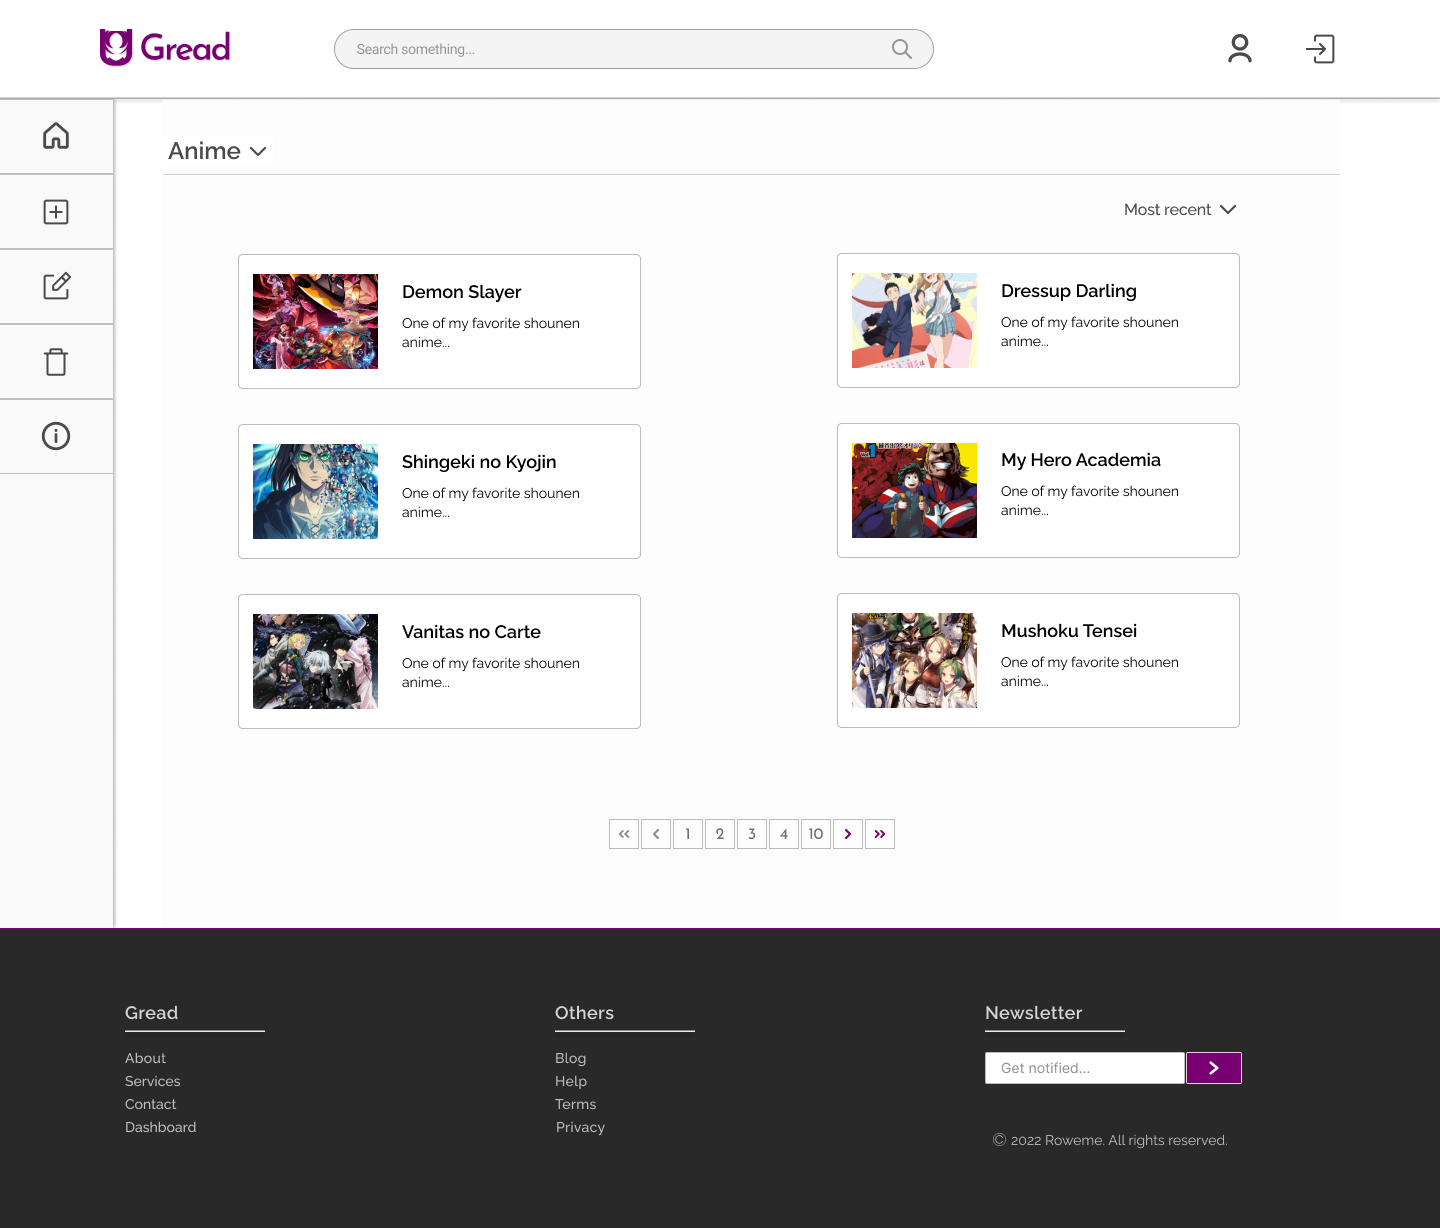 Gread
Search something...
Anime
Most recent
Demon Slayer
One of my favorite shounen
anime...
Dressup Darling
One of my favorite shounen
anime...
Shingeki no Kyojin
One of my favorite shounen
anime...
My Hero Academia
One of my favorite shounen
anime...
Vanitas no Carte
One of my favorite shounen
anime...
Mushoku Tensei
One of my favorite shounen
anime...
« ‹ 1 2 3 4 10 › »
Gread
About
Services
Contact
Dashboard
Others
Blog
Help
Terms
Privacy
Newsletter
Get notified...
© 2022 Roweme. All rights reserved.